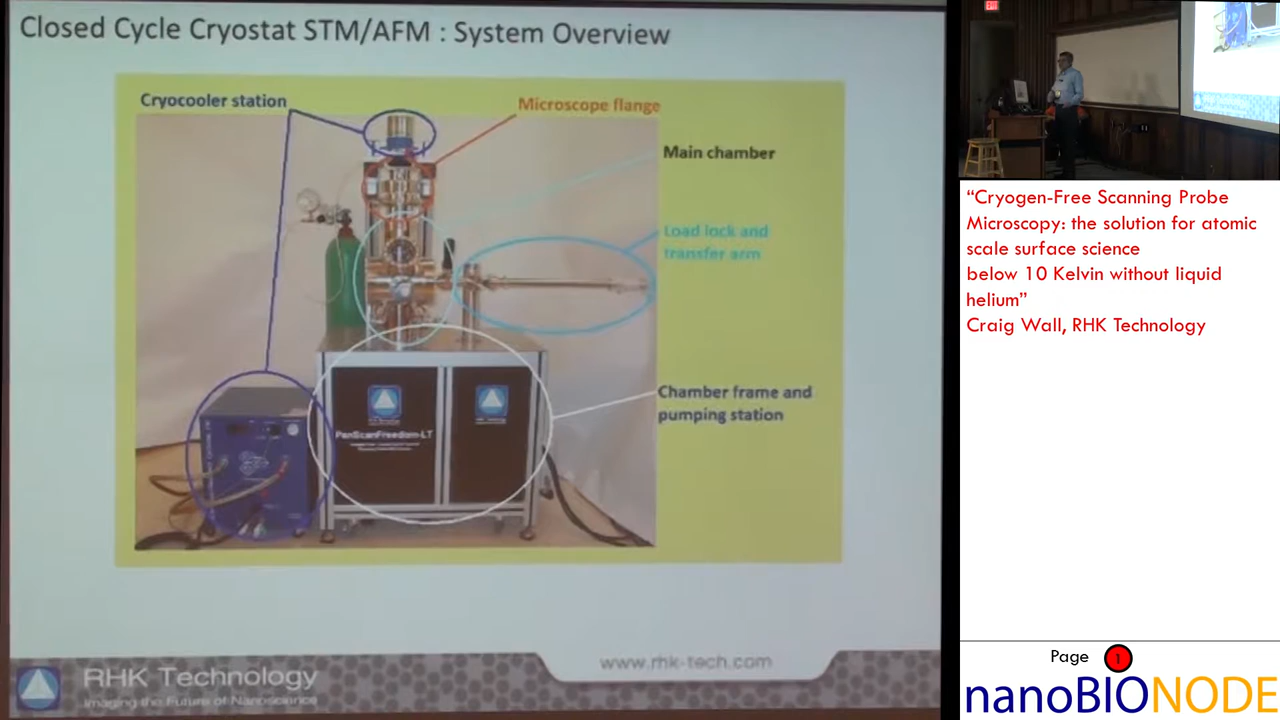 Closed Cycle Cryostat STM/AFM : System Overview
Cryocooler station
Microscope flange
Main chamber
Load lock and
transfer arm
Chamber frame and
pumping station
PanScanFreedom-LT
RHK Technology
Imaging the Future of Nanoscience
www.rhk-tech.com
EXIT
“Cryogen-Free Scanning Probe
Microscopy: the solution for atomic
scale surface science
below 10 Kelvin without liquid
helium”
Craig Wall, RHK Technology
Page 1
nanoBIONODE